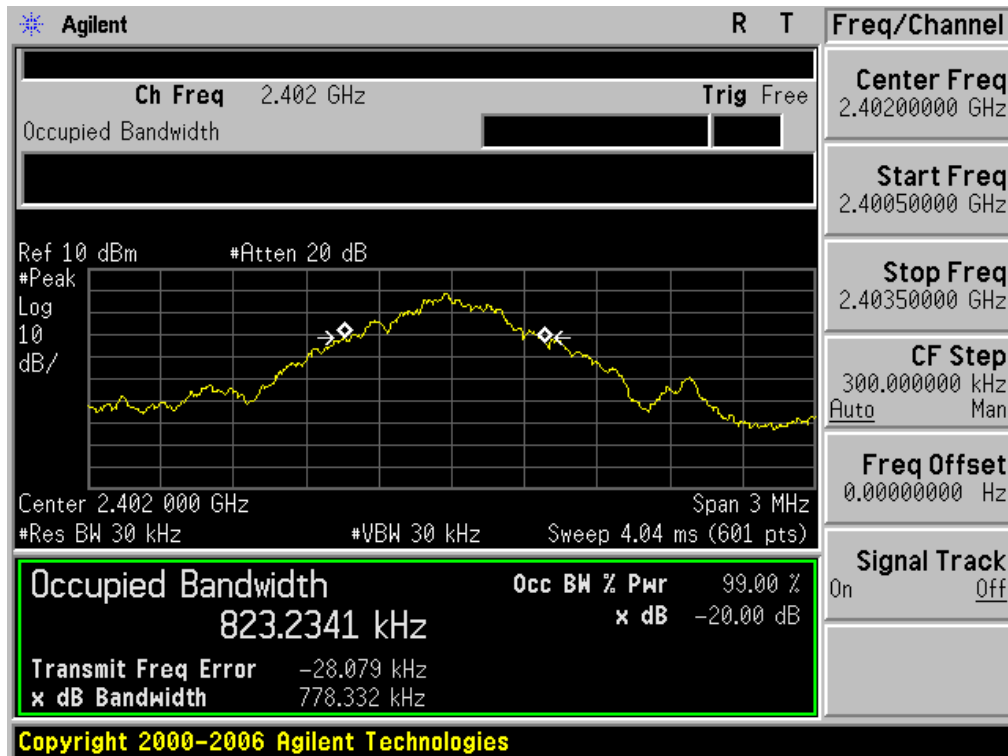 Agilent R T
Ch Freq 2.402 GHz Trig Free
Occupied Bandwidth
Ref 10 dBm #Atten 20 dB
#Peak
Log
10
dB/
Center 2.402 000 GHz Span 3 MHz
#Res BW 30 kHz #VBW 30 kHz Sweep 4.04 ms (601 pts)
Occupied Bandwidth
823.2341 kHz
Occ BW % Pwr 99.00 %
x dB -20.00 dB
Transmit Freq Error -28.079 kHz
x dB Bandwidth 778.332 kHz
Copyright 2000-2006 Agilent Technologies
Freq/Channel
Center Freq
2.40200000 GHz
Start Freq
2.40050000 GHz
Stop Freq
2.40350000 GHz
CF Step
300.000000 kHz
Auto Man
Freq Offset
0.00000000 Hz
Signal Track
On Off